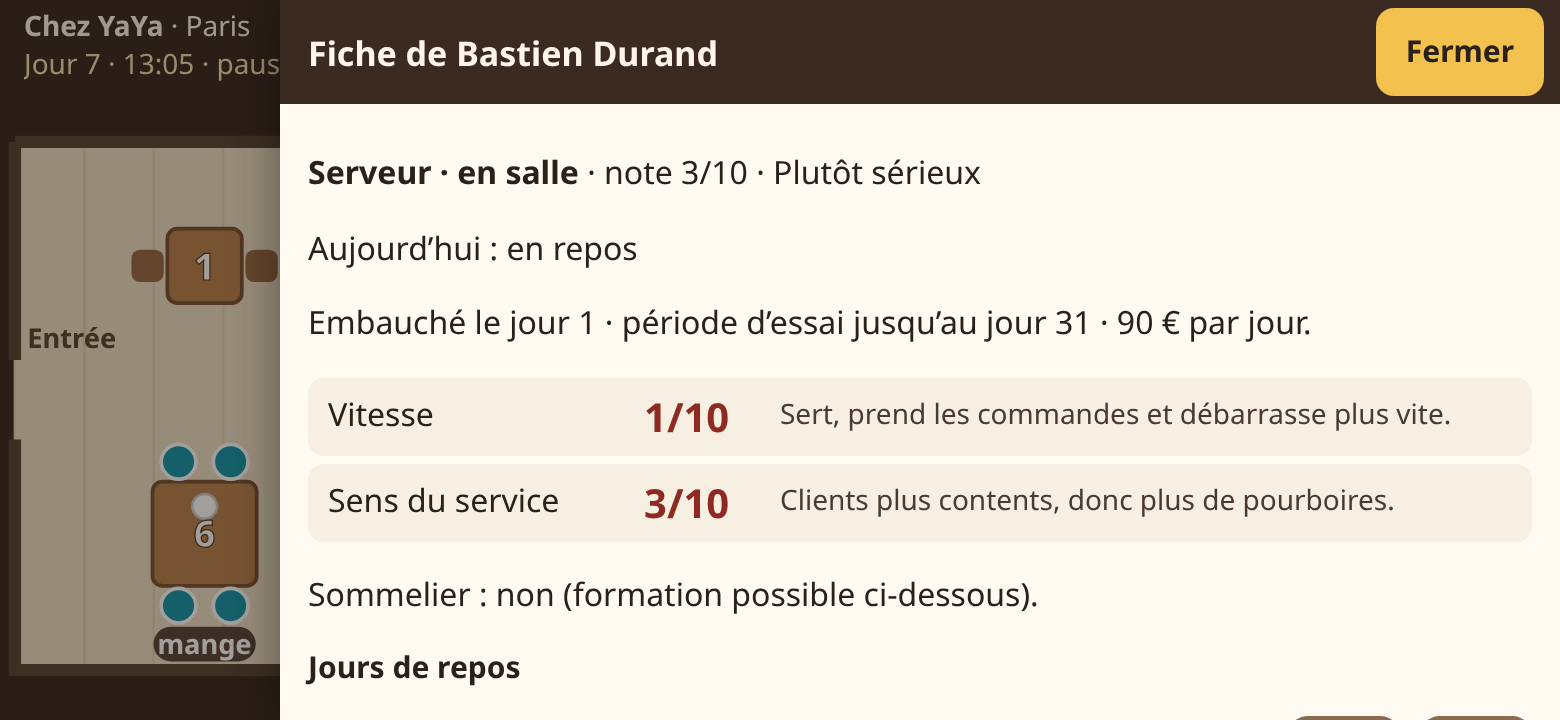 Chez YaYa · Paris
Jour 7 · 13:05 · paus
Fiche de Bastien Durand
Fermer
1
Entrée
6
mange
Serveur · en salle · note 3/10 · Plutôt sérieux
Aujourd’hui : en repos
Embauché le jour 1 · période d’essai jusqu’au jour 31 · 90 € par jour.
Vitesse 1/10 Sert, prend les commandes et débarrasse plus vite.
Sens du service 3/10 Clients plus contents, donc plus de pourboires.
Sommelier : non (formation possible ci-dessous).
Jours de repos